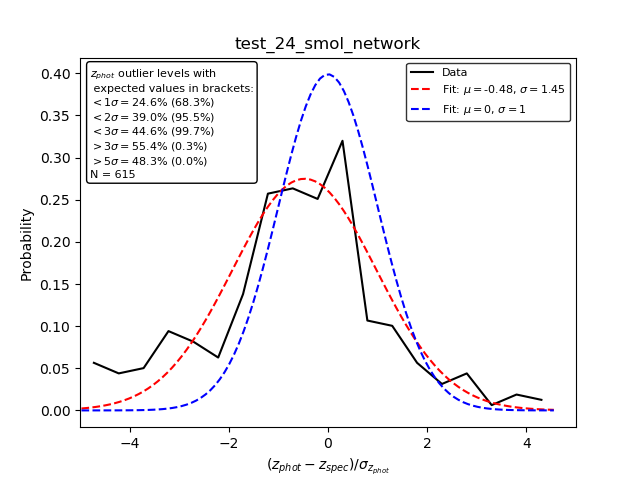 test_24_smol_network
z_phot outlier levels with
expected values in brackets:
< 1σ = 24.6% (68.3%)
< 2σ = 39.0% (95.5%)
< 3σ = 44.6% (99.7%)
> 3σ = 55.4% (0.3%)
> 5σ = 48.3% (0.0%)
N = 615
Data
Fit: μ = -0.48, σ = 1.45
Fit: μ = 0, σ = 1
0.40
0.35
0.30
0.25
0.20
0.15
0.10
0.05
0.00
Probability
−4 −2 0 2 4
(z_phot − z_spec)/σ_z_phot